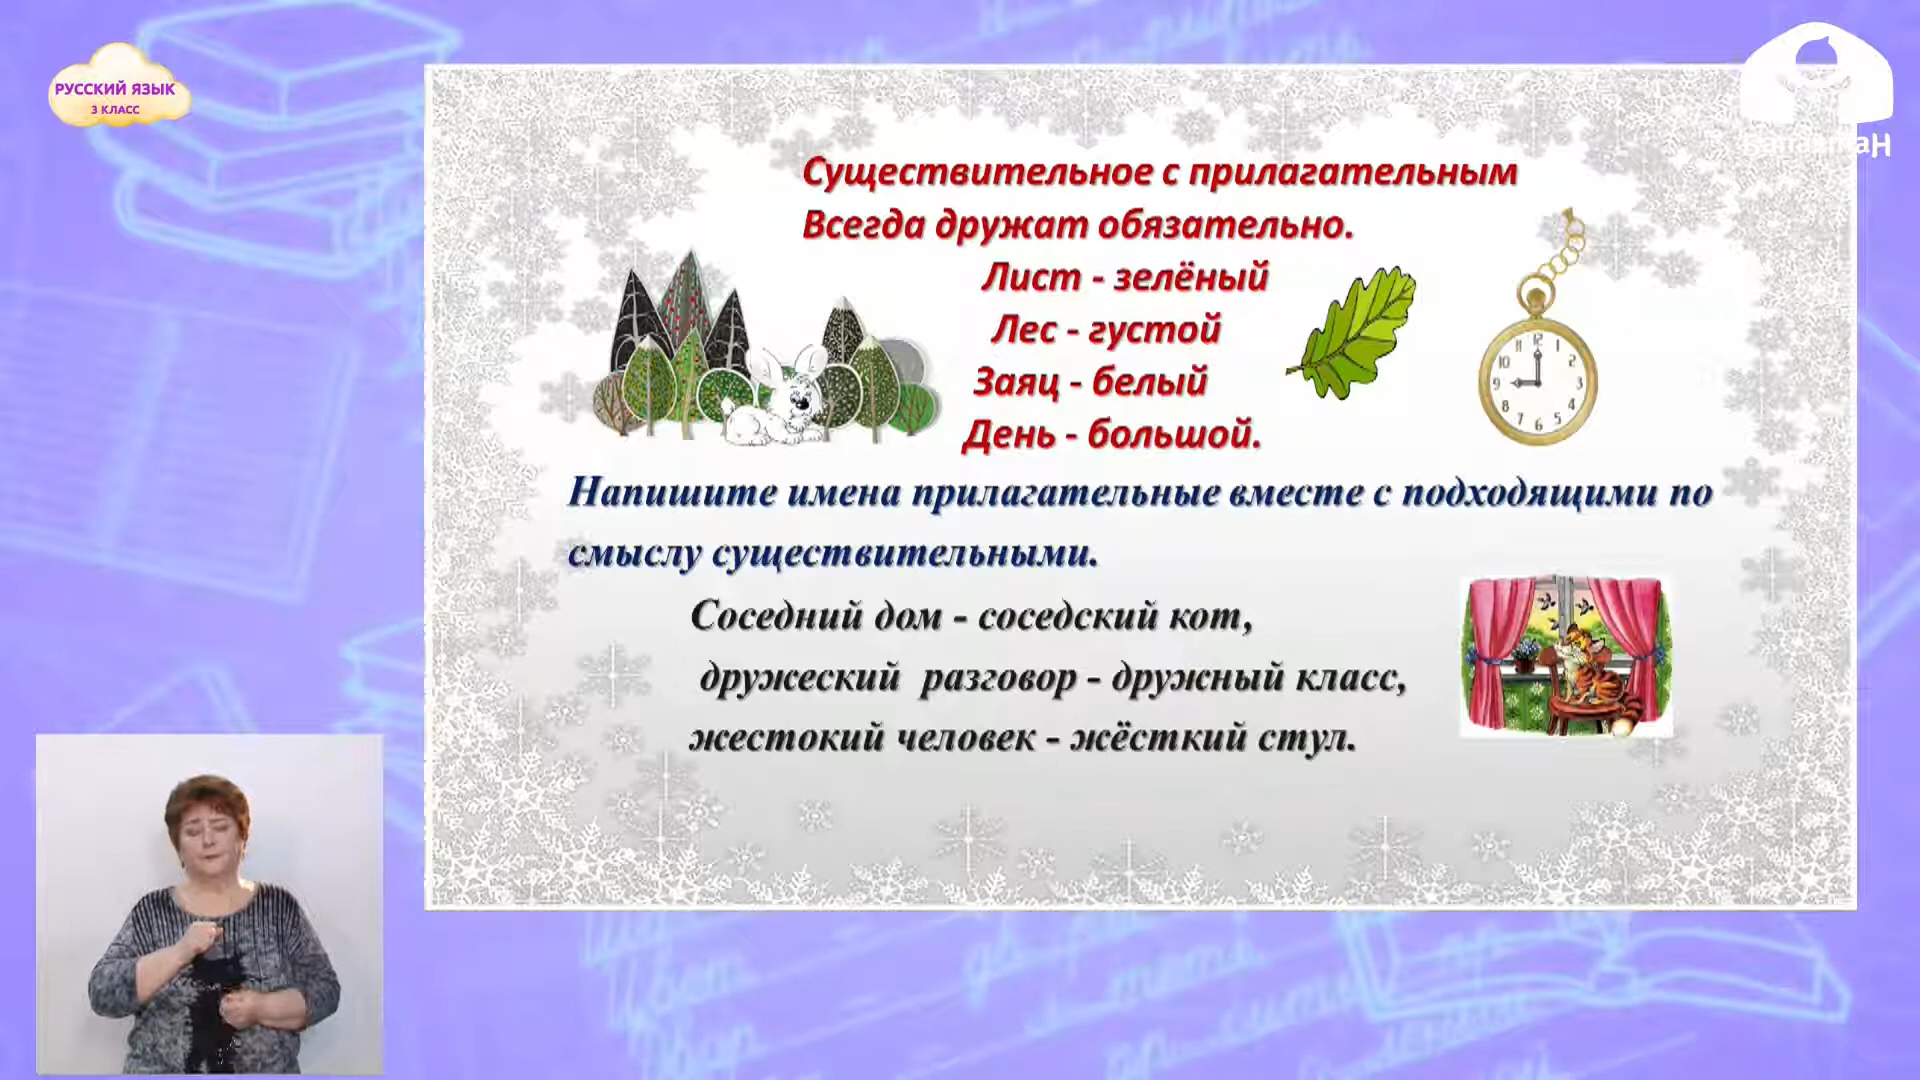 РУССКИЙ ЯЗЫК
3 КЛАСС
Существительное с прилагательным
Всегда дружат обязательно.
Лист - зелёный
Лес - густой
Заяц - белый
День - большой.
Напишите имена прилагательные вместе с подходящими по
смыслу существительными.
Соседний дом - соседский кот,
дружеский разговор - дружный класс,
жестокий человек - жёсткий стул.